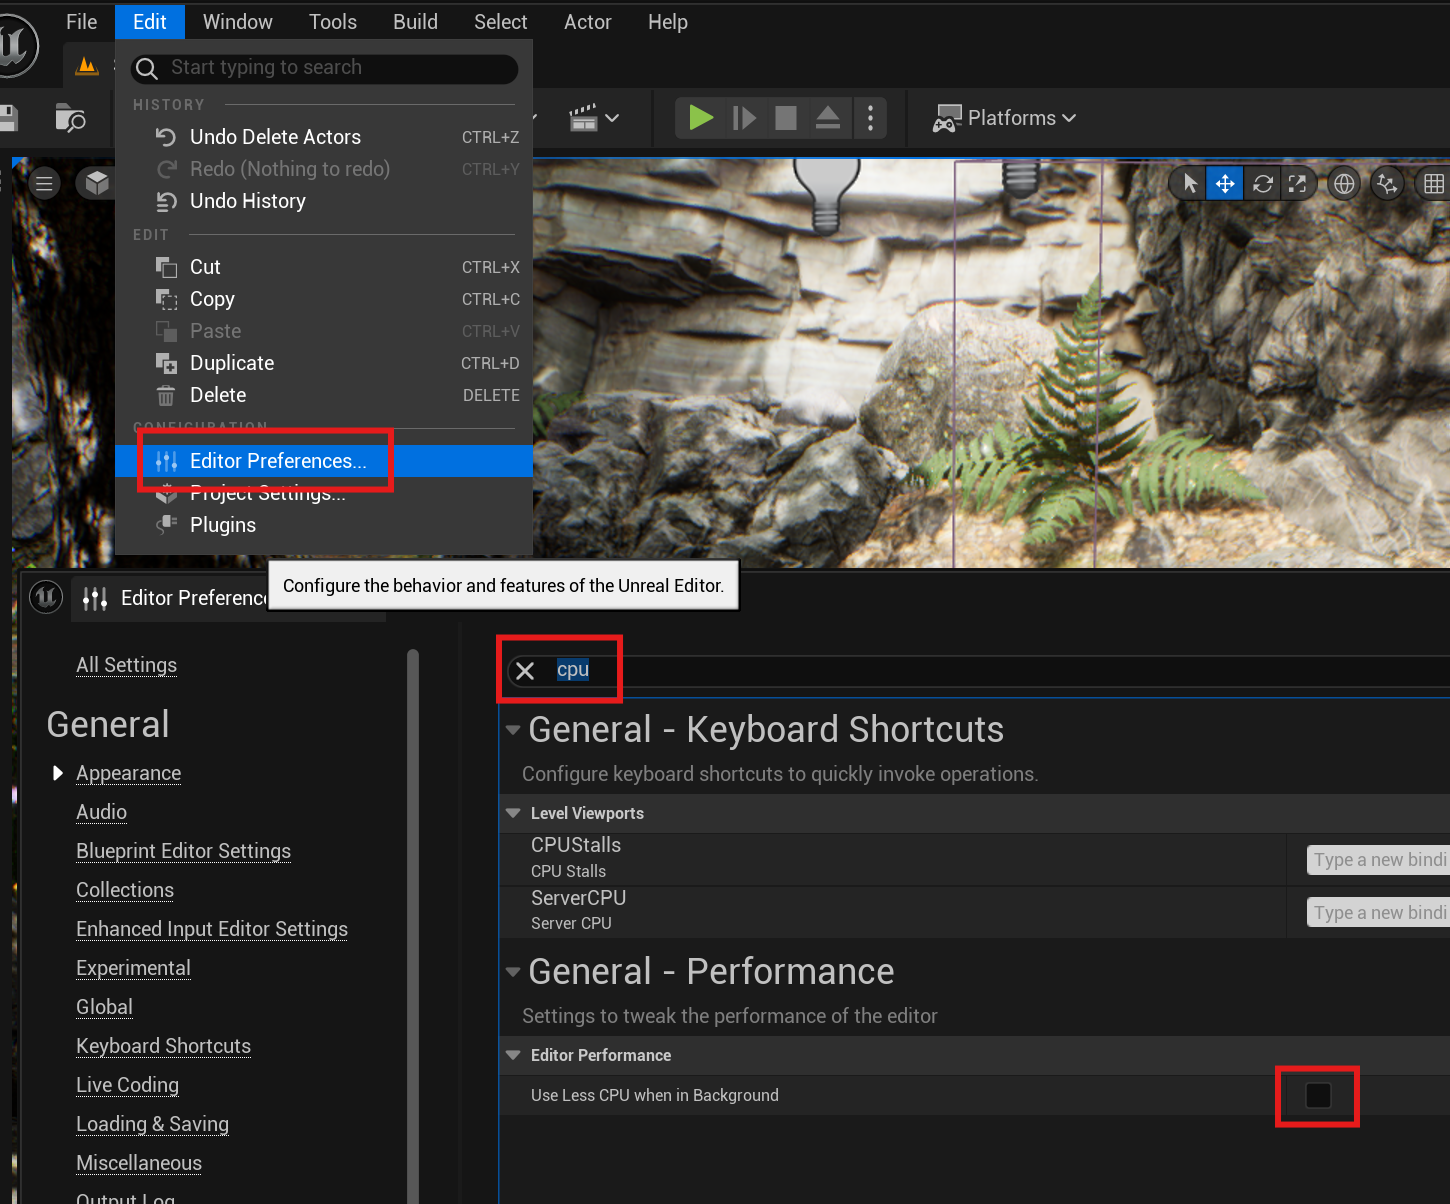 File Edit Window Tools Build Select Actor Help
Start typing to search
HISTORY
Undo Delete Actors CTRL+Z
Redo (Nothing to redo) CTRL+Y
Undo History
EDIT
Cut CTRL+X
Copy CTRL+C
Paste CTRL+V
Duplicate CTRL+D
Delete DELETE
CONFIGURATION
Editor Preferences...
Project Settings...
Plugins
Platforms
Configure the behavior and features of the Unreal Editor.
Editor Preferenc
All Settings
General
Appearance
Audio
Blueprint Editor Settings
Collections
Enhanced Input Editor Settings
Experimental
Global
Keyboard Shortcuts
Live Coding
Loading & Saving
Miscellaneous
Output Log
cpu
General - Keyboard Shortcuts
Configure keyboard shortcuts to quickly invoke operations.
Level Viewports
CPUStalls
CPU Stalls
Type a new bindi
ServerCPU
Server CPU
Type a new bindi
General - Performance
Settings to tweak the performance of the editor
Editor Performance
Use Less CPU when in Background